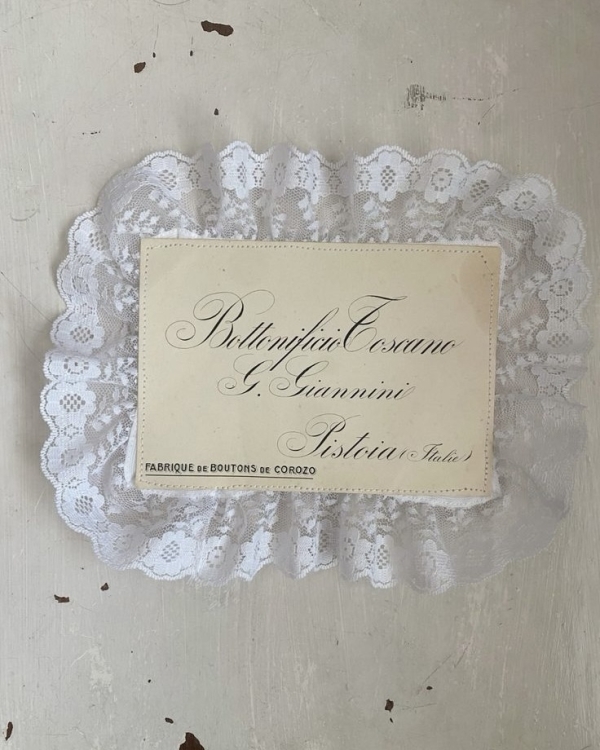 Bottonificio Toscano
G. Giannini
Pistoia (Italie)
FABRIQUE DE BOUTONS DE COROZO